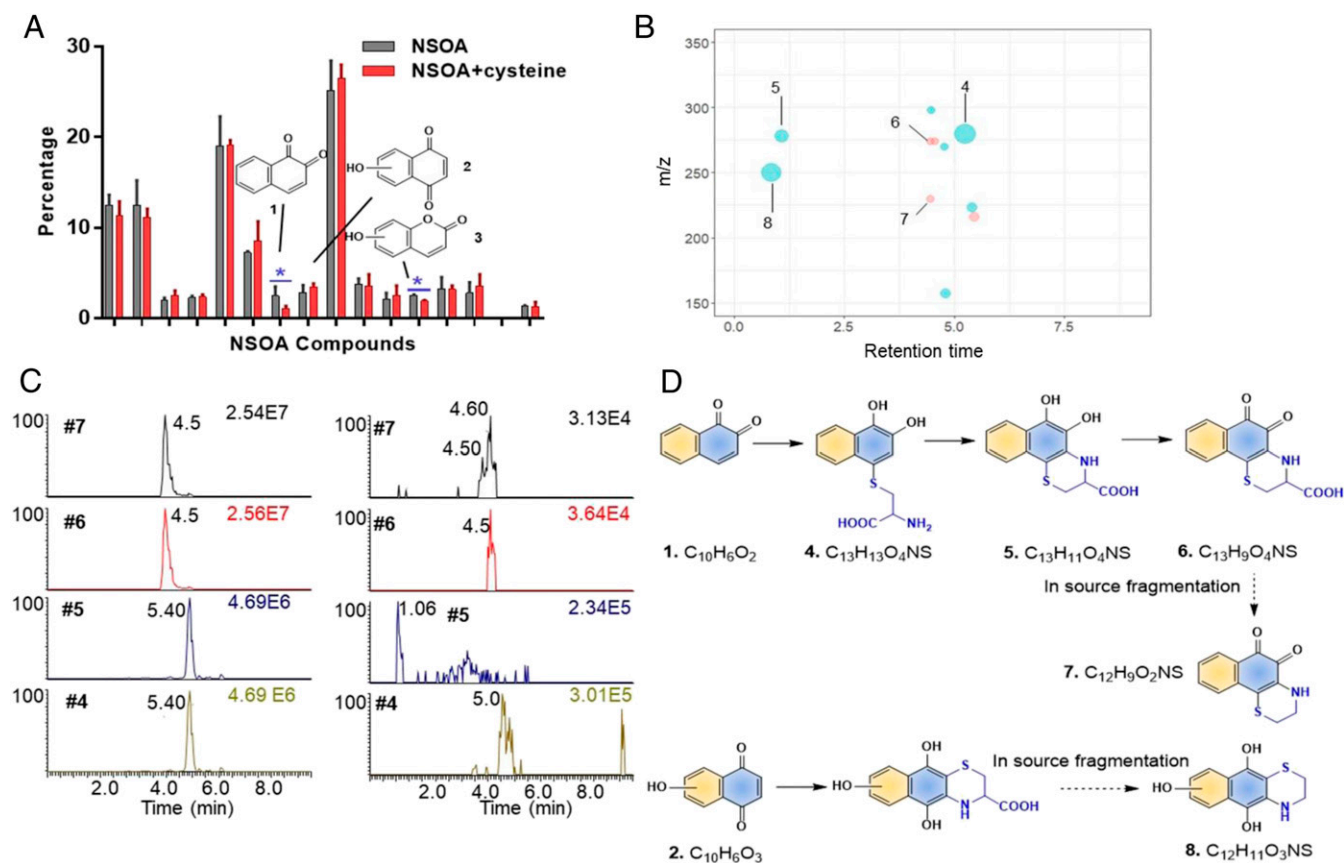 A
30
20
10
0
Percentage
NSOA
NSOA+cysteine
O
O
1
*
HO
O
O
2
HO
O
O
3
*
NSOA Compounds
B
350
300
250
200
150
m/z
5
4
6
7
8
0.0 2.5 5.0 7.5
Retention time
C
100 #7 4.5 2.54E7
100 #6 4.5 2.56E7
100 #5 5.40 4.69E6
100 #4 5.40 4.69 E6
2.0 4.0 6.0 8.0
Time (min)
100 #7 4.60 4.50 3.13E4
100 #6 4.5 3.64E4
100 1.06 #5 2.34E5
100 #4 5.0 3.01E5
2.0 4.0 6.0 8.0
Time (min)
D
O
O
1. C10H6O2
OH
OH
S
HOOC NH2
4. C13H13O4NS
OH
OH
NH
S
COOH
5. C13H11O4NS
O
O
NH
S
COOH
6. C13H9O4NS
In source fragmentation
O
O
HN
S
7. C12H9O2NS
HO
O
O
2. C10H6O3
OH
S
HO
N
H
OH
COOH
In source fragmentation
OH
S
HO
N
H
OH
8. C12H11O3NS